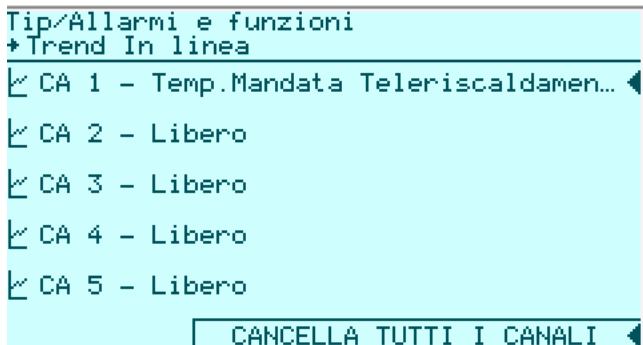 Tip/Allarmi e funzioni
Trend In linea
CA 1 – Temp.Mandata Teleriscaldamen…
CA 2 – Libero
CA 3 – Libero
CA 4 – Libero
CA 5 – Libero
CANCELLA TUTTI I CANALI